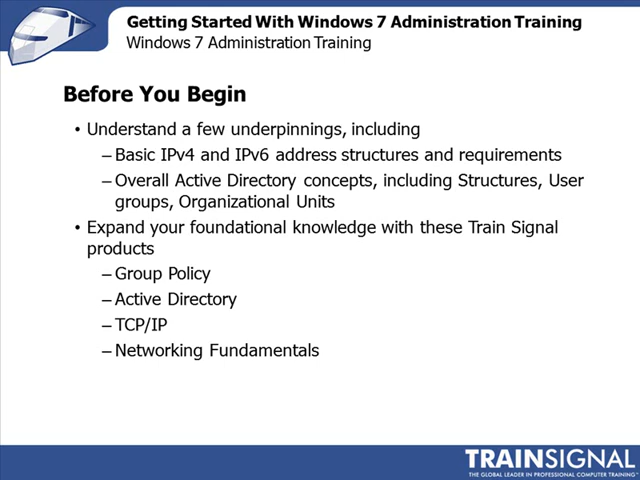 Getting Started With Windows 7 Administration Training
Windows 7 Administration Training
Before You Begin
• Understand a few underpinnings, including
– Basic IPv4 and IPv6 address structures and requirements
– Overall Active Directory concepts, including Structures, User
groups, Organizational Units
• Expand your foundational knowledge with these Train Signal
products
– Group Policy
– Active Directory
– TCP/IP
– Networking Fundamentals
TRAINSIGNAL
THE GLOBAL LEADER IN PROFESSIONAL COMPUTER TRAINING